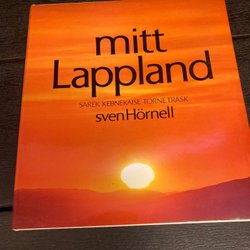 mitt
Lappland
SAREK KEBNEKAISE TORNE TRÄSK
sven Hörnell